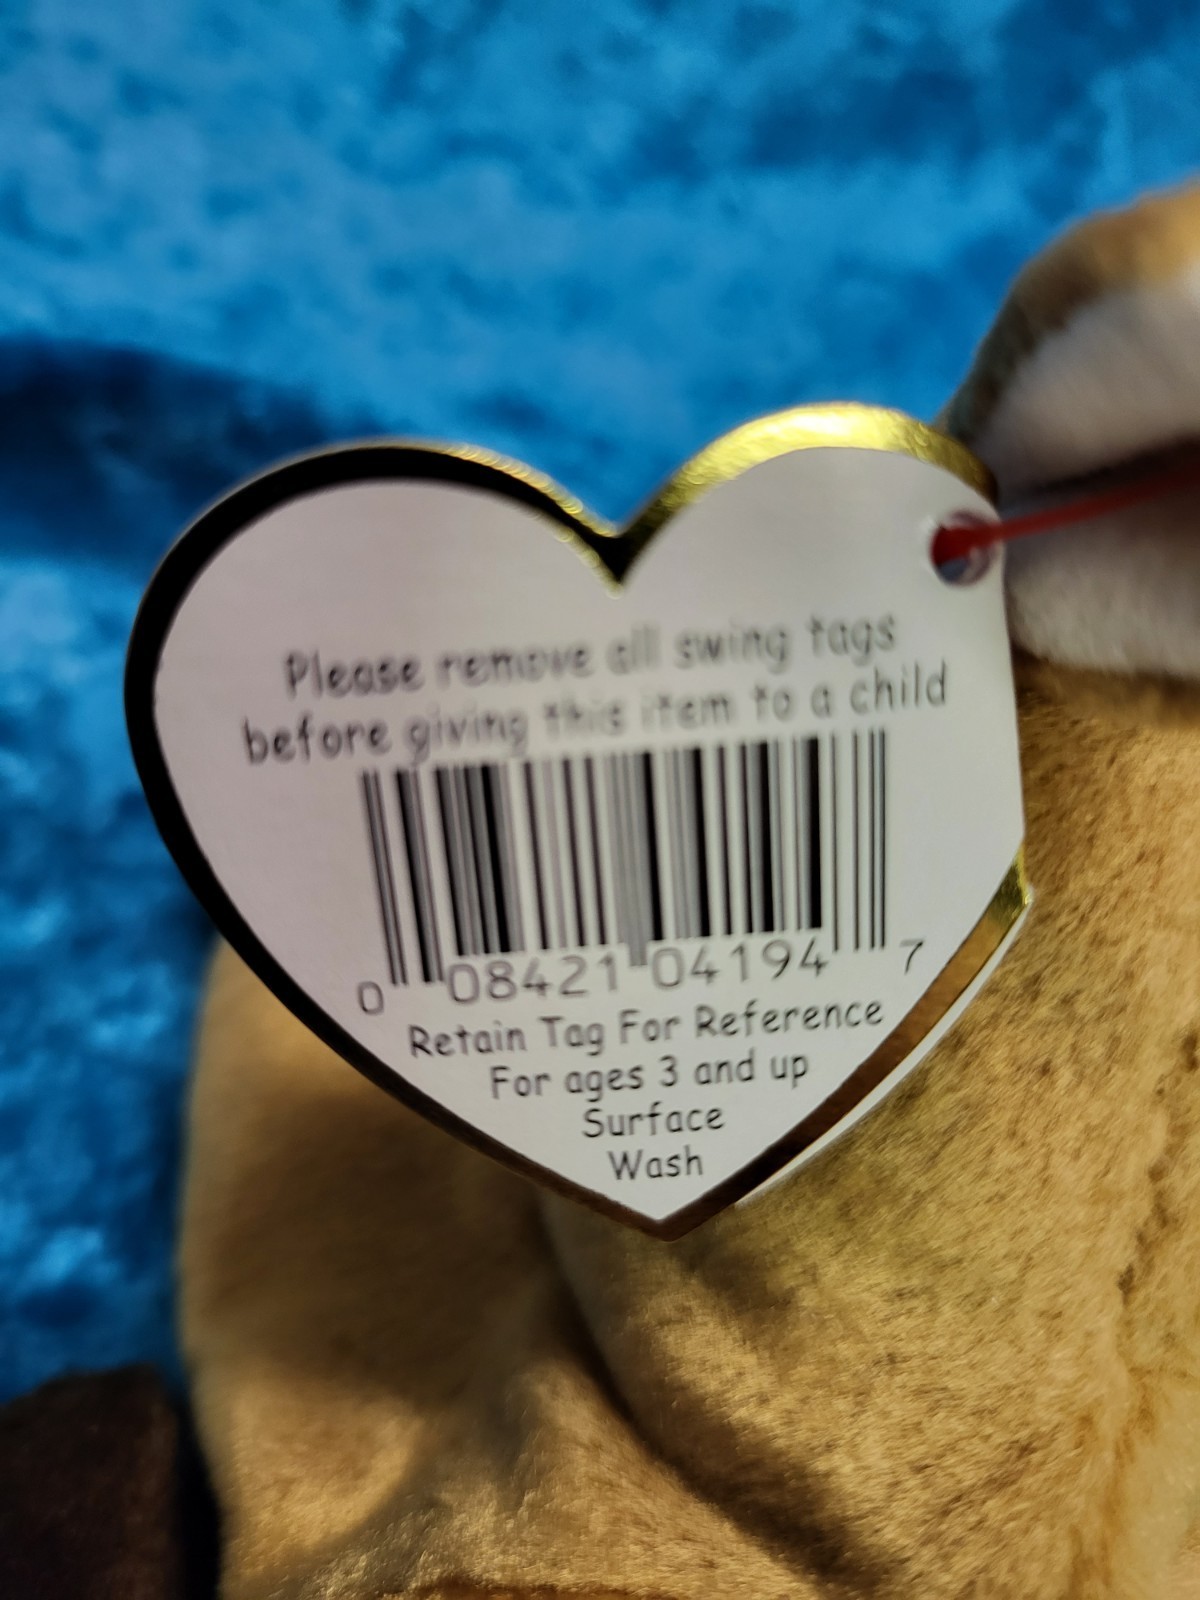 Please remove all swing tags
before giving this item to a child
0 08421 04194 7
Retain Tag For Reference
For ages 3 and up
Surface
Wash